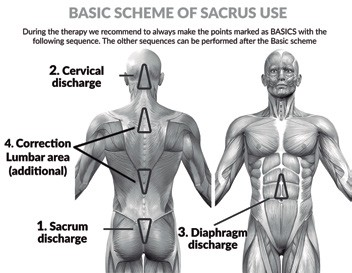 BASIC SCHEME OF SACRUS USE
During the therapy we recommend to always make the points marked as BASICS with the
following sequence. The olther sequences can be performed after the Basic scheme
2. Cervical
discharge
4. Correction
Lumbar area
(additional)
1. Sacrum
discharge
3. Diaphragm
discharge